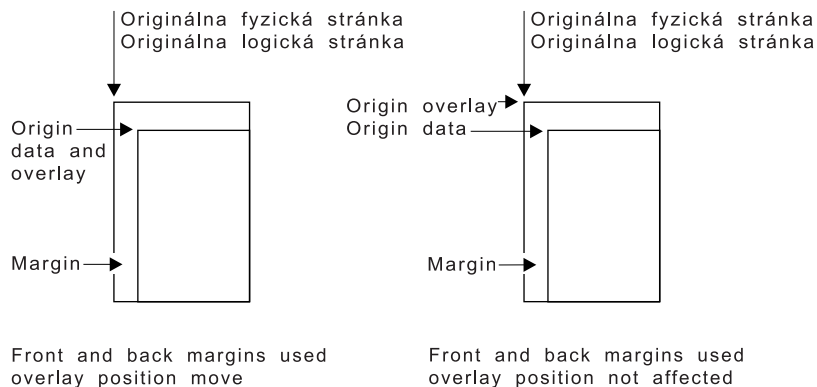 Originálna fyzická stránka
Originálna logická stránka
Origin
data and
overlay
Margin
Front and back margins used
overlay position move
Originálna fyzická stránka
Originálna logická stránka
Origin overlay
Origin data
Margin
Front and back margins used
overlay position not affected